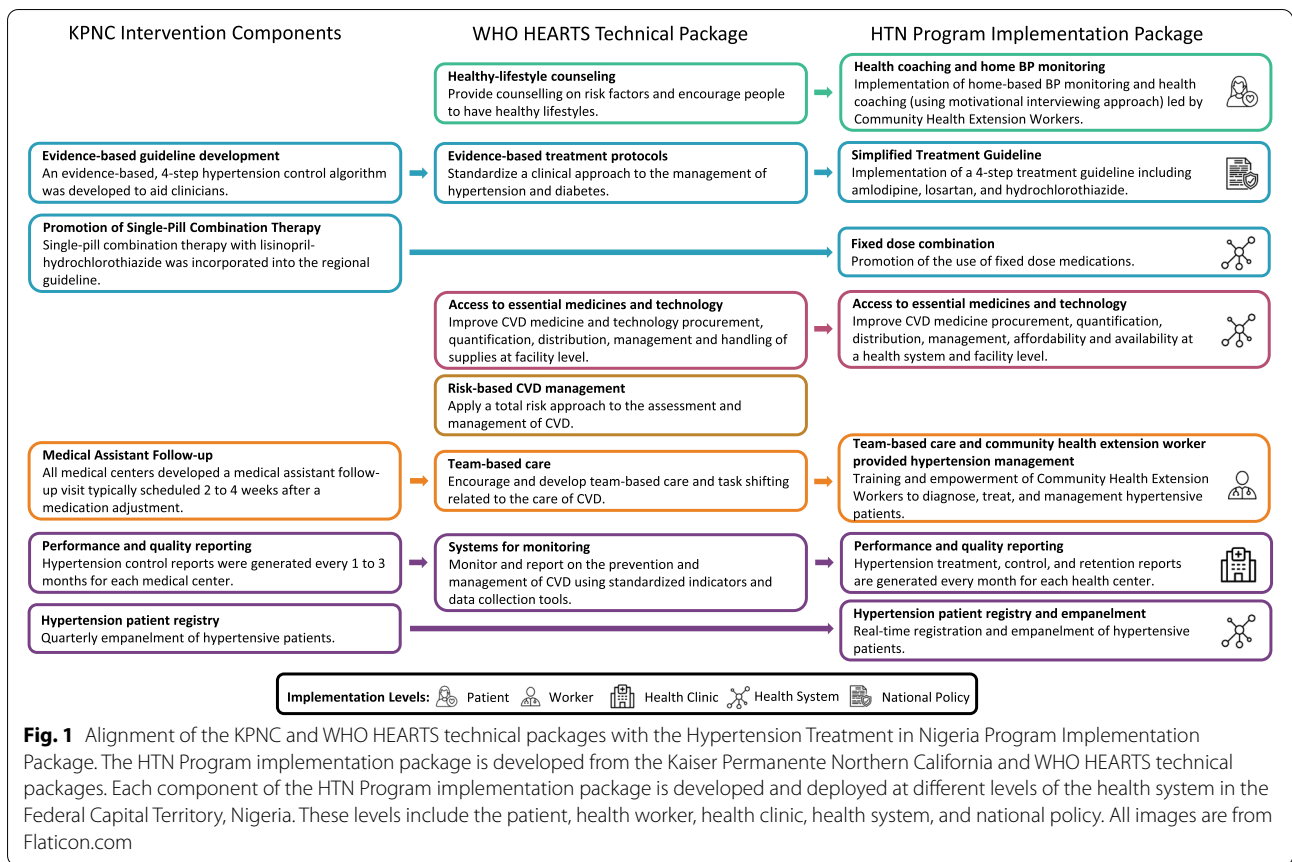 KPNC Intervention Components
WHO HEARTS Technical Package
HTN Program Implementation Package
Healthy-lifestyle counseling
Provide counselling on risk factors and encourage people
to have healthy lifestyles.
Health coaching and home BP monitoring
Implementation of home-based BP monitoring and health
coaching (using motivational interviewing approach) led by
Community Health Extension Workers.
Evidence-based guideline development
An evidence-based, 4-step hypertension control algorithm
was developed to aid clinicians.
Evidence-based treatment protocols
Standardize a clinical approach to the management of
hypertension and diabetes.
Simplified Treatment Guideline
Implementation of a 4-step treatment guideline including
amlodipine, losartan, and hydrochlorothiazide.
Promotion of Single-Pill Combination Therapy
Single-pill combination therapy with lisinopril-
hydrochlorothiazide was incorporated into the regional
guideline.
Fixed dose combination
Promotion of the use of fixed dose medications.
Access to essential medicines and technology
Improve CVD medicine and technology procurement,
quantification, distribution, management and handling of
supplies at facility level.
Access to essential medicines and technology
Improve CVD medicine procurement, quantification,
distribution, management, affordability and availability at
a health system and facility level.
Risk-based CVD management
Apply a total risk approach to the assessment and
management of CVD.
Medical Assistant Follow-up
All medical centers developed a medical assistant follow-
up visit typically scheduled 2 to 4 weeks after a
medication adjustment.
Team-based care
Encourage and develop team-based care and task shifting
related to the care of CVD.
Team-based care and community health extension worker
provided hypertension management
Training and empowerment of Community Health Extension
Workers to diagnose, treat, and management hypertensive
patients.
Performance and quality reporting
Hypertension control reports were generated every 1 to 3
months for each medical center.
Systems for monitoring
Monitor and report on the prevention and
management of CVD using standardized indicators and
data collection tools.
Performance and quality reporting
Hypertension treatment, control, and retention reports
are generated every month for each health center.
Hypertension patient registry
Quarterly empanelment of hypertensive patients.
Hypertension patient registry and empanelment
Real-time registration and empanelment of hypertensive
patients.
Implementation Levels: Patient Worker Health Clinic Health System National Policy
Fig. 1 Alignment of the KPNC and WHO HEARTS technical packages with the Hypertension Treatment in Nigeria Program Implementation
Package. The HTN Program implementation package is developed from the Kaiser Permanente Northern California and WHO HEARTS technical
packages. Each component of the HTN Program implementation package is developed and deployed at different levels of the health system in the
Federal Capital Territory, Nigeria. These levels include the patient, health worker, health clinic, health system, and national policy. All images are from
Flaticon.com